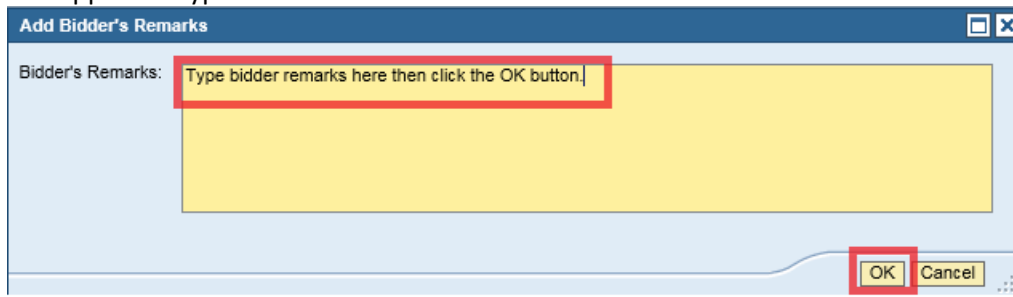 Add Bidder's Remarks
Bidder's Remarks:
Type bidder remarks here then click the OK button.
OK Cancel